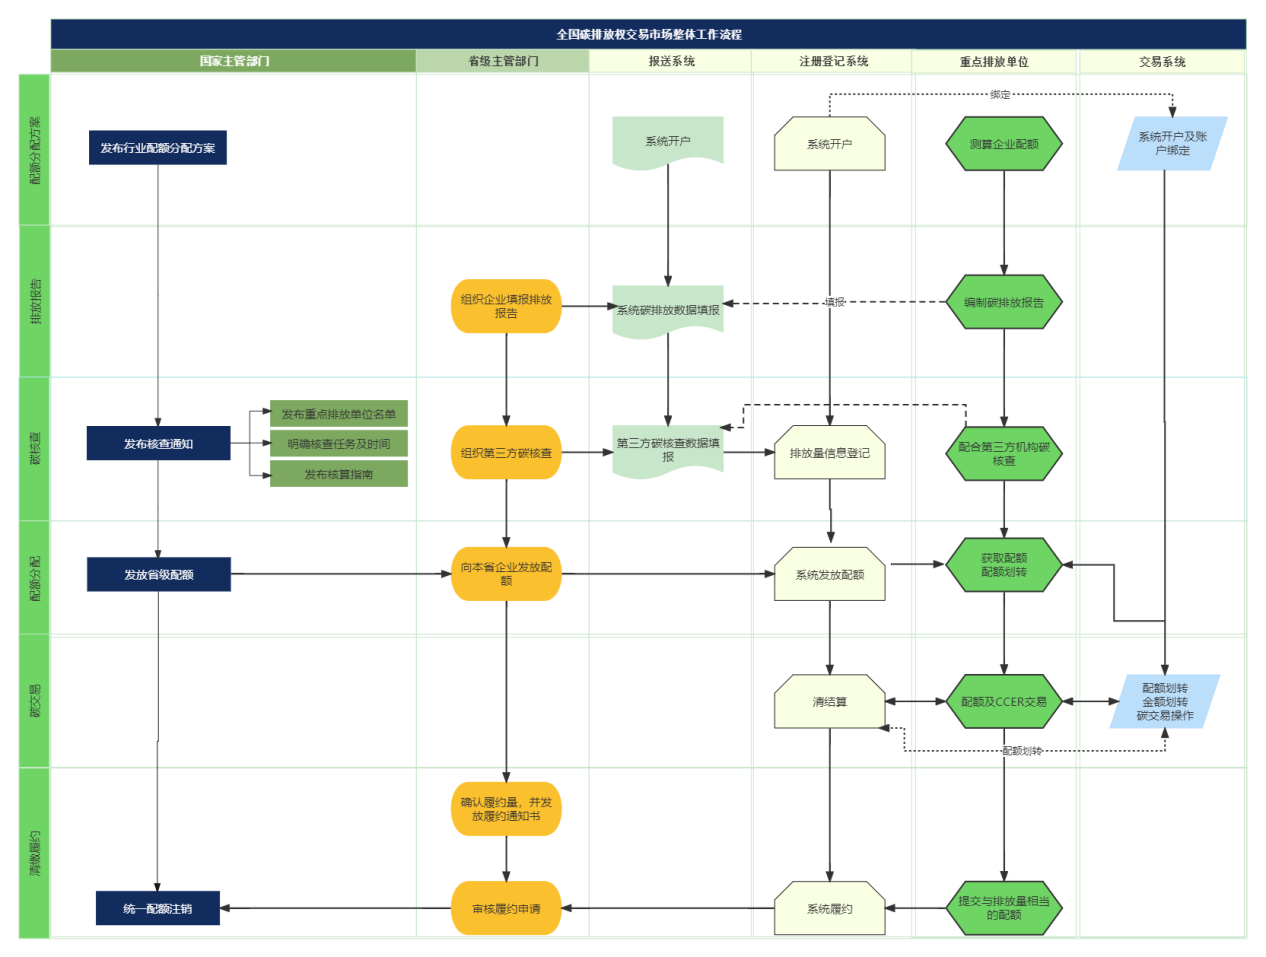 全国碳排放权交易市场整体工作流程
国家主管部门
省级主管部门
报送系统
注册登记系统
重点排放单位
交易系统
配额分配方案
发布行业配额分配方案
系统开户
系统开户
绑定
测算企业配额
系统开户及账
户绑定
排放报告
组织企业填报排放
报告
系统碳排放数据填报
填报
编制碳排放报告
碳核查
发布核查通知
发布重点排放单位名单
明确核查任务及时间
发布核算指南
组织第三方碳核查
第三方碳核查数据填
报
排放量信息登记
配合第三方机构碳
核查
配额分配
发放省级配额
向本省企业发放配
额
系统发放配额
获取配额
配额划转
碳交易
清结算
配额及CCER交易
配额划转
金额划转
碳交易操作
配额划转
清缴履约
确认履约量，并发
放履约通知书
统一配额注销
审核履约申请
系统履约
提交与排放量相当
的配额